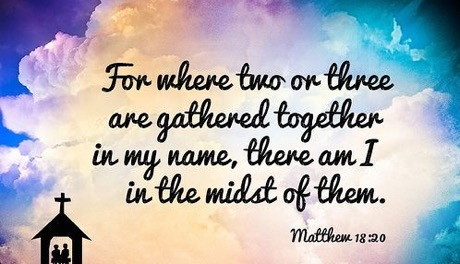 For where two or three
are gathered together
in my name, there am I
in the midst of them.
Matthew 18:20